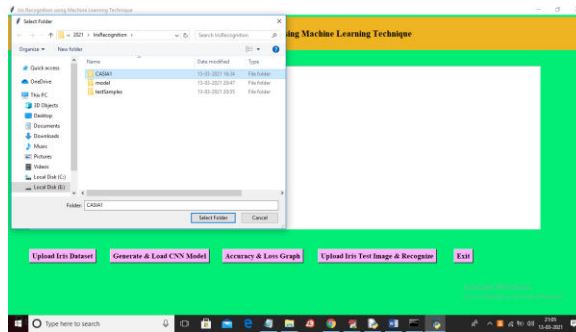 Iris Recognition using Machine Learning Technique
Select Folder
« 2021 › IrisRecognition ›
Search IrisRecognition
ing Machine Learning Technique
Organize
New folder
Name
Date modified
Type
Quick access
OneDrive
This PC
3D Objects
Desktop
Documents
Downloads
Music
Pictures
Videos
Local Disk (C:)
Local Disk (E:)
CASIA1
13-03-2021 16:34
File folder
model
13-03-2021 20:47
File folder
testSamples
File folder
Folder:
CASIA1
Select Folder
Cancel
Upload Iris Dataset
Generate & Load CNN Model
Accuracy & Loss Graph
Upload Iris Test Image & Recognize
Exit
Type here to search
21:05
13-03-2021